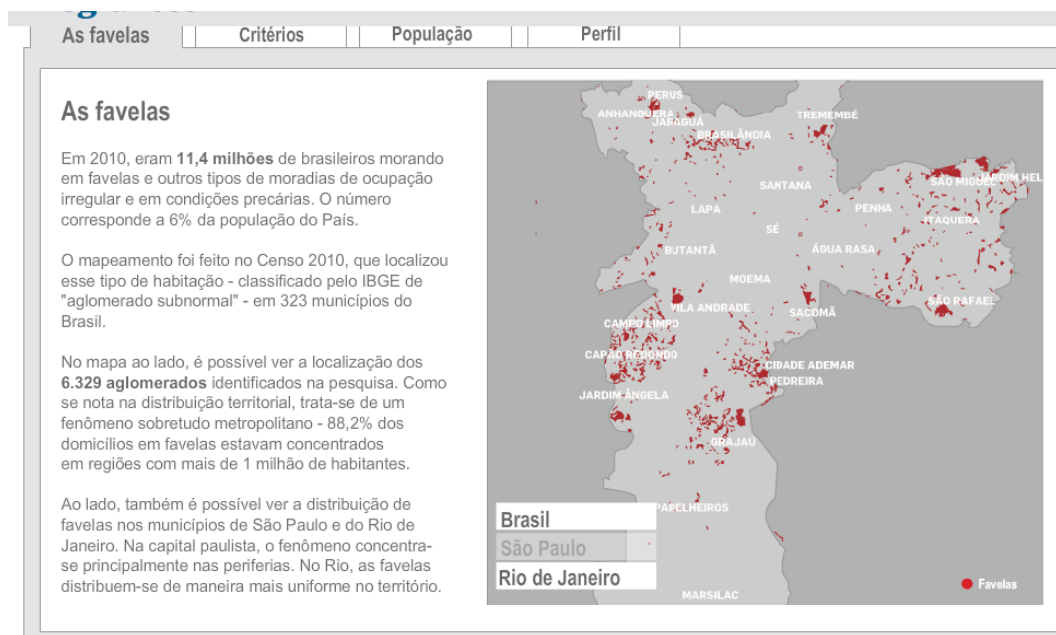 As favelas
Critérios
População
Perfil
As favelas
Em 2010, eram 11,4 milhões de brasileiros morando
em favelas e outros tipos de moradias de ocupação
irregular e em condições precárias. O número
corresponde a 6% da população do País.
O mapeamento foi feito no Censo 2010, que localizou
esse tipo de habitação - classificado pelo IBGE de
"aglomerado subnormal" - em 323 municípios do
Brasil.
No mapa ao lado, é possível ver a localização dos
6.329 aglomerados identificados na pesquisa. Como
se nota na distribuição territorial, trata-se de um
fenômeno sobretudo metropolitano - 88,2% dos
domicílios em favelas estavam concentrados
em regiões com mais de 1 milhão de habitantes.
Ao lado, também é possível ver a distribuição de
favelas nos municípios de São Paulo e do Rio de
Janeiro. Na capital paulista, o fenômeno concentra-
se principalmente nas periferias. No Rio, as favelas
distribuem-se de maneira mais uniforme no território.
PERUS
ANHANGUERA
JARAGUÁ
TREMEMBÉ
BRASILÂNDIA
SANTANA
SÃO MIGUEL
JARDIM HEL
LAPA
PENHA
ITAQUERA
SÉ
BUTANTÃ
ÁGUA RASA
MOEMA
VILA ANDRADE
SACOMÃ
SÃO RAFAEL
CAMPO LIMPO
CAPÃO REDONDO
CIDADE ADEMAR
PEDREIRA
JARDIM ÂNGELA
GRAJAÚ
PARELHEIROS
MARSILAC
Brasil
São Paulo
Rio de Janeiro
Favelas